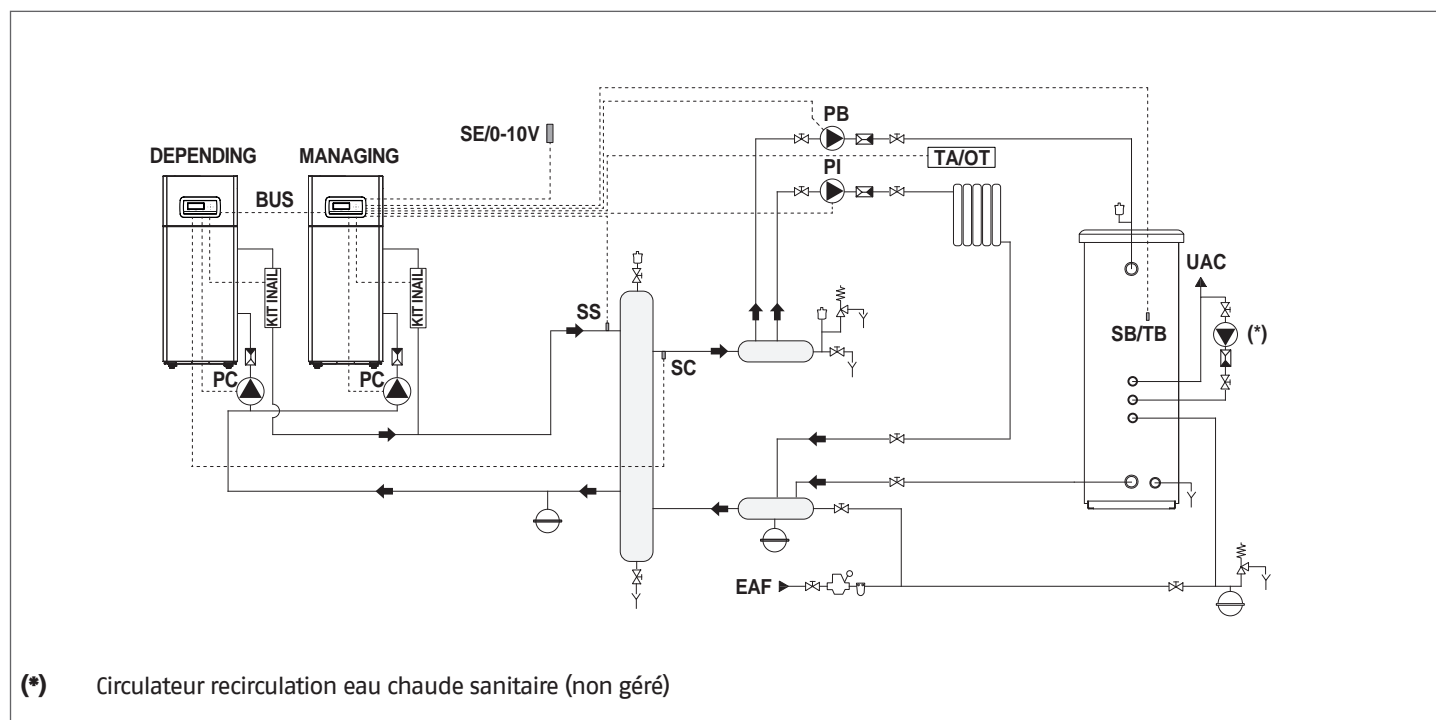 SE/0-10V
PB
DEPENDING
MANAGING
TA/OT
PI
BUS
UAC
KIT INAIL
KIT INAIL
SS
SB/TB
(*)
SC
PC
PC
EAF
(*) Circulateur recirculation eau chaude sanitaire (non géré)